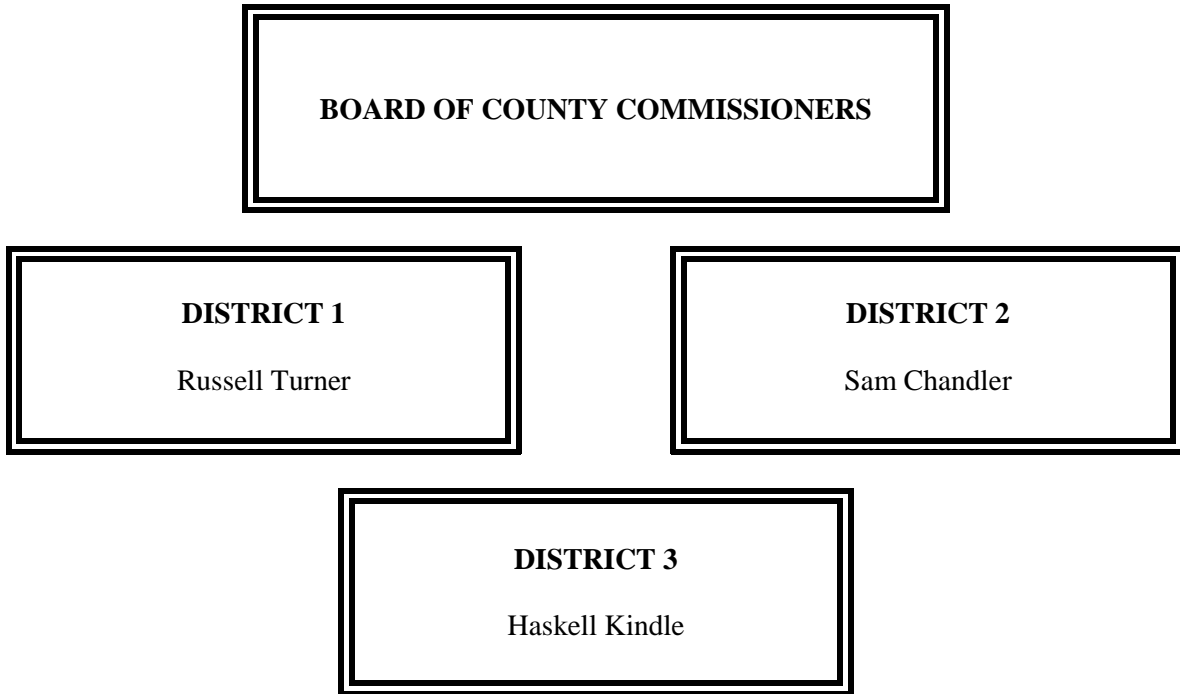 BOARD OF COUNTY COMMISSIONERS
DISTRICT 1
Russell Turner
DISTRICT 2
Sam Chandler
DISTRICT 3
Haskell Kindle